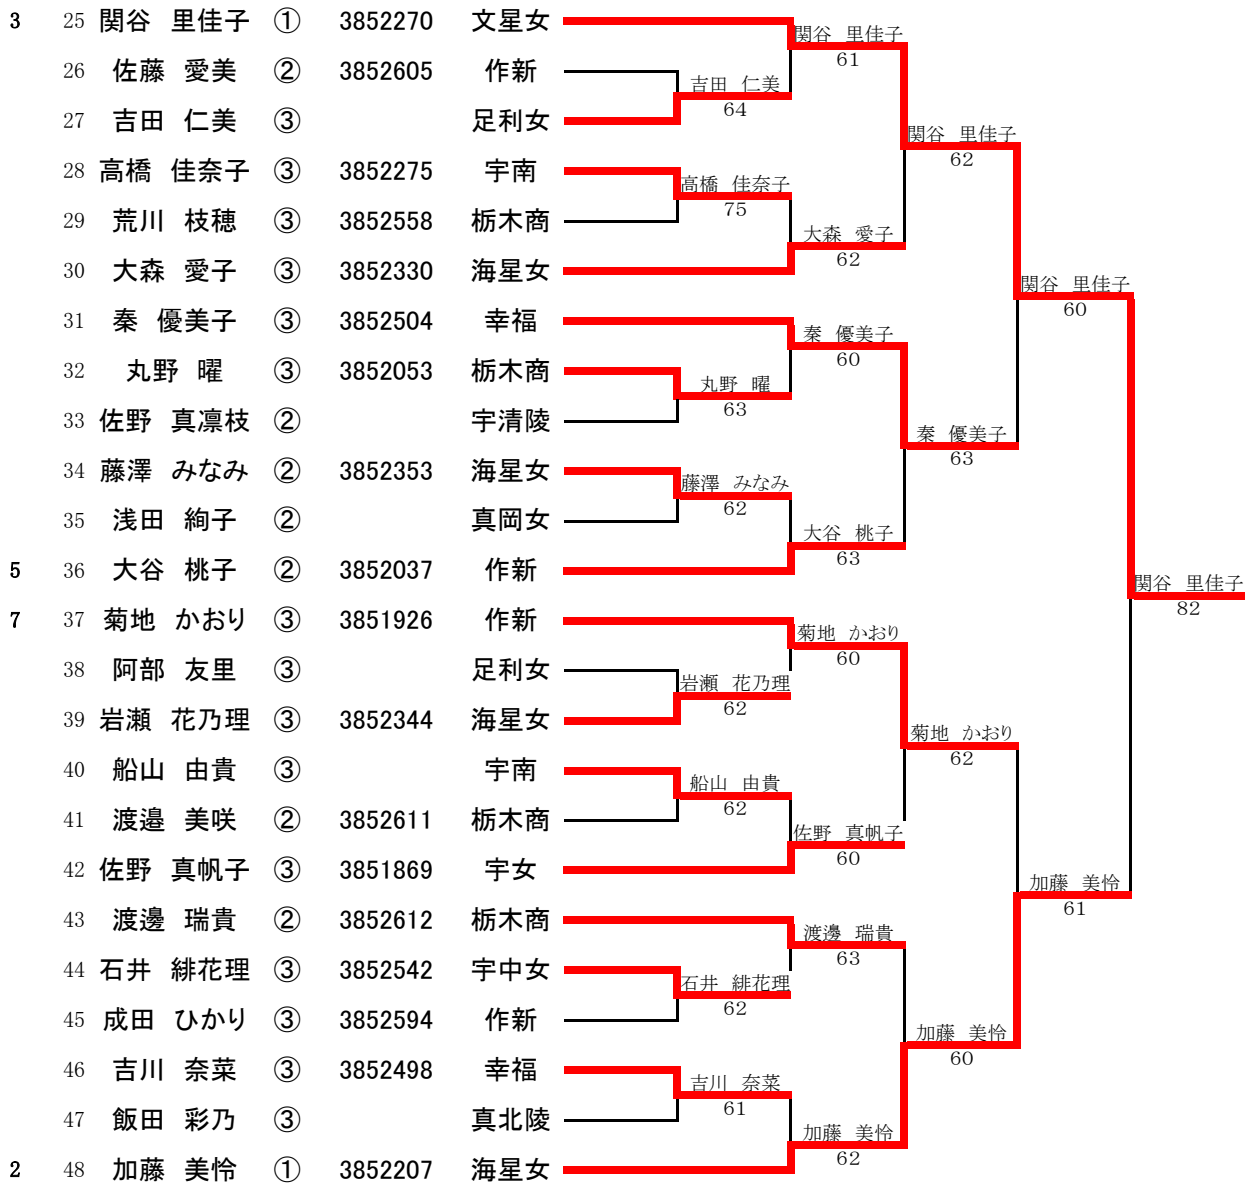 3 25 関谷 里佳子 ① 3852270 文星女
関谷 里佳子
61
26 佐藤 愛美 ② 3852605 作新
吉田 仁美
64
27 吉田 仁美 ③ 足利女
関谷 里佳子
62
28 高橋 佳奈子 ③ 3852275 宇南
高橋 佳奈子
75
29 荒川 枝穂 ③ 3852558 栃木商
大森 愛子
62
30 大森 愛子 ③ 3852330 海星女
関谷 里佳子
60
31 秦 優美子 ③ 3852504 幸福
秦 優美子
60
32 丸野 曜 ③ 3852053 栃木商
丸野 曜
63
33 佐野 真凛枝 ② 宇清陵
秦 優美子
63
34 藤澤 みなみ ② 3852353 海星女
藤澤 みなみ
62
35 浅田 絢子 ② 真岡女
大谷 桃子
63
5 36 大谷 桃子 ② 3852037 作新
関谷 里佳子
82
7 37 菊地 かおり ③ 3851926 作新
菊地 かおり
60
38 阿部 友里 ③ 足利女
岩瀬 花乃理
62
39 岩瀬 花乃理 ③ 3852344 海星女
菊地 かおり
62
40 船山 由貴 ③ 宇南
船山 由貴
62
41 渡邉 美咲 ② 3852611 栃木商
佐野 真帆子
60
42 佐野 真帆子 ③ 3851869 宇女
加藤 美怜
61
43 渡邊 瑞貴 ② 3852612 栃木商
渡邊 瑞貴
63
44 石井 緋花理 ③ 3852542 宇中女
石井 緋花理
62
45 成田 ひかり ③ 3852594 作新
加藤 美怜
60
46 吉川 奈菜 ③ 3852498 幸福
吉川 奈菜
61
47 飯田 彩乃 ③ 真北陵
加藤 美怜
62
2 48 加藤 美怜 ① 3852207 海星女